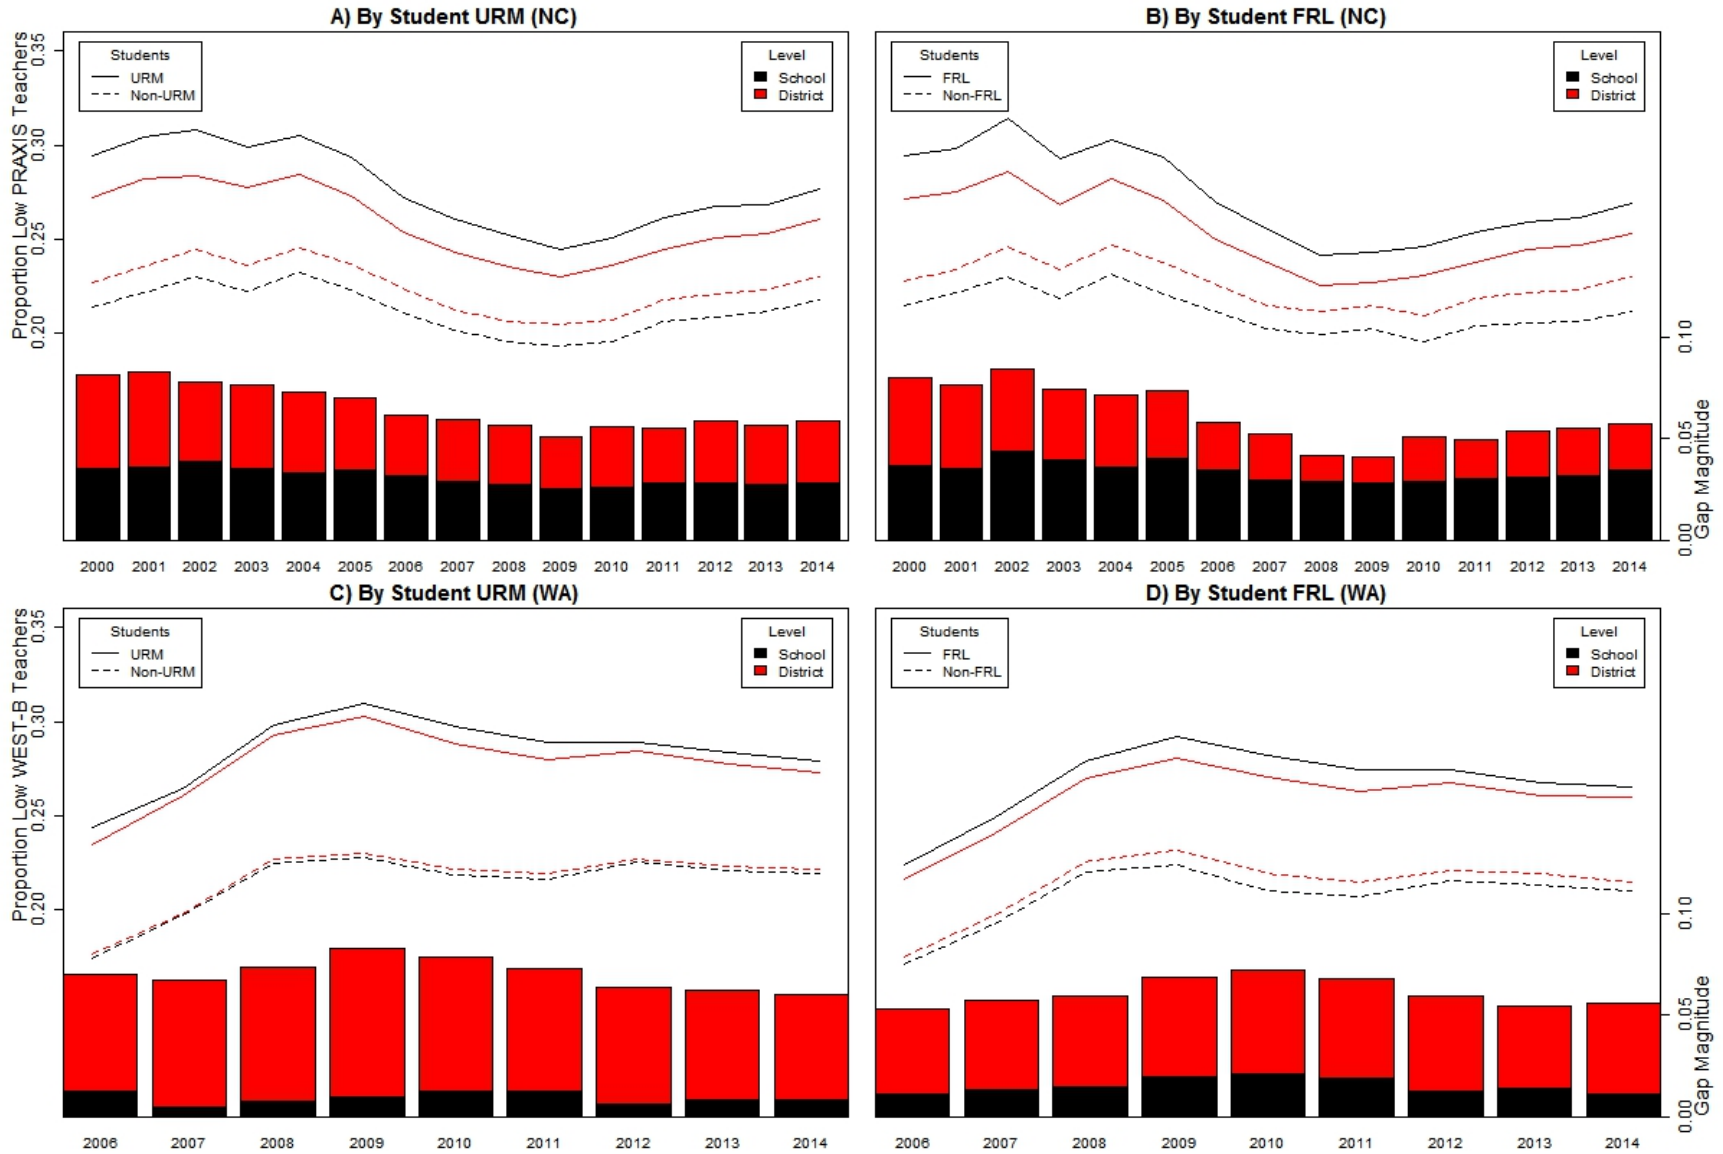 A) By Student URM (NC)
Proportion Low PRAXIS Teachers
0.35
0.30
0.25
0.20
Students
URM
Non-URM
Level
School
District
2000 2001 2002 2003 2004 2005 2006 2007 2008 2009 2010 2011 2012 2013 2014
B) By Student FRL (NC)
Students
FRL
Non-FRL
Level
School
District
0.10
0.05
0.00
Gap Magnitude
2000 2001 2002 2003 2004 2005 2006 2007 2008 2009 2010 2011 2012 2013 2014
C) By Student URM (WA)
Proportion Low WEST-B Teachers
0.35
0.30
0.25
0.20
Students
URM
Non-URM
Level
School
District
2006 2007 2008 2009 2010 2011 2012 2013 2014
D) By Student FRL (WA)
Students
FRL
Non-FRL
Level
School
District
0.10
0.05
0.00
Gap Magnitude
2006 2007 2008 2009 2010 2011 2012 2013 2014